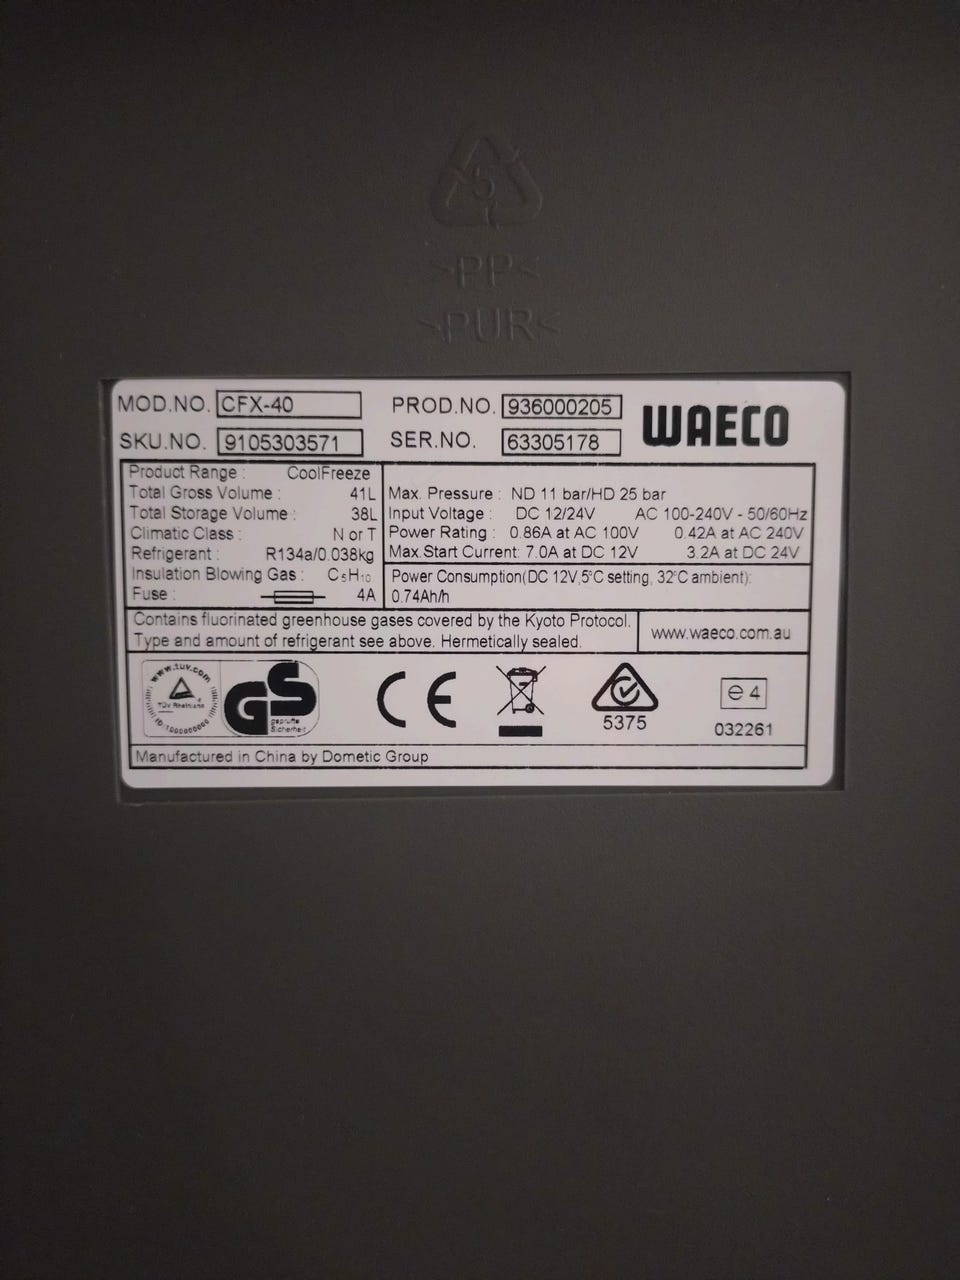 5
>PP<
>PUR<
MOD.NO. CFX-40 PROD.NO. 936000205 WAECO
SKU.NO. 9105303571 SER.NO. 63305178
Product Range : CoolFreeze
Total Gross Volume : 41L
Total Storage Volume : 38L
Climatic Class : N or T
Refrigerant : R134a/0.038kg
Insulation Blowing Gas : C₅H₁₀
Fuse : 4A
Max. Pressure : ND 11 bar/HD 25 bar
Input Voltage : DC 12/24V AC 100-240V - 50/60Hz
Power Rating : 0.86A at AC 100V 0.42A at AC 240V
Max.Start Current: 7.0A at DC 12V 3.2A at DC 24V
Power Consumption(DC 12V,5°C setting, 32°C ambient):
0.74Ah/h
Contains fluorinated greenhouse gases covered by the Kyoto Protocol.
Type and amount of refrigerant see above. Hermetically sealed.
www.waeco.com.au
www.tuv.com
TÜV Rheinland
ID:1000000000
GS
geprüfte
Sicherheit
CE
5375
e4
032261
Manufactured in China by Dometic Group